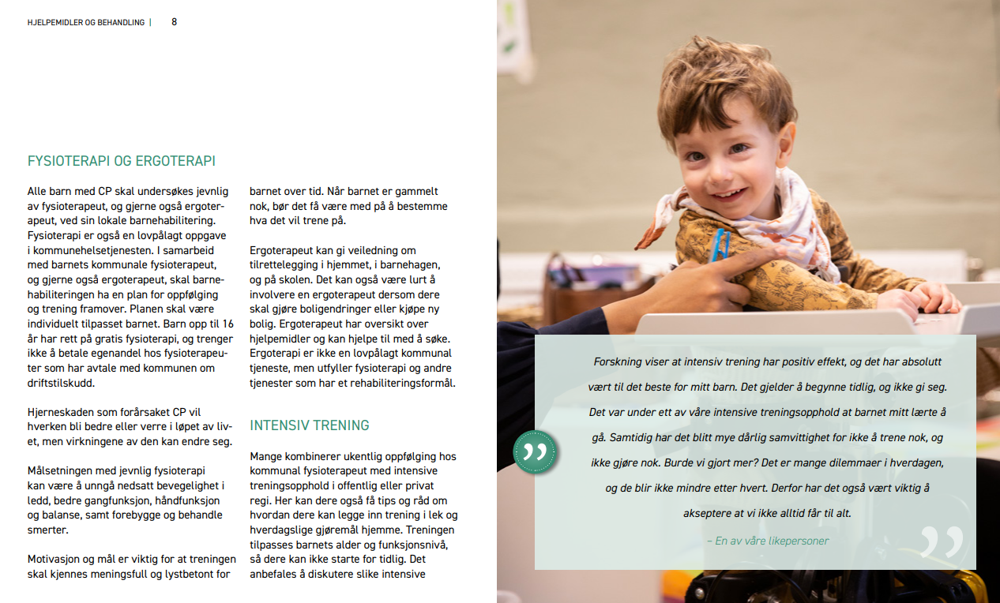 HJELPEMIDLER OG BEHANDLING | 8
FYSIOTERAPI OG ERGOTERAPI
Alle barn med CP skal undersøkes jevnlig
av fysioterapeut, og gjerne også ergoter-
apeut, ved sin lokale barnehabilitering.
Fysioterapi er også en lovpålagt oppgave
i kommunehelsetjenesten. I samarbeid
med barnets kommunale fysioterapeut,
og gjerne også ergoterapeut, skal barne-
habiliteringen ha en plan for oppfølging
og trening framover. Planen skal være
individuelt tilpasset barnet. Barn opp til 16
år har rett på gratis fysioterapi, og trenger
ikke å betale egenandel hos fysioterapeu-
ter som har avtale med kommunen om
driftstilskudd.
Hjerneskaden som forårsaket CP vil
hverken bli bedre eller verre i løpet av liv-
et, men virkningene av den kan endre seg.
Målsetningen med jevnlig fysioterapi
kan være å unngå nedsatt bevegelighet i
ledd, bedre gangfunksjon, håndfunksjon
og balanse, samt forebygge og behandle
smerter.
Motivasjon og mål er viktig for at treningen
skal kjennes meningsfull og lystbetont for
barnet over tid. Når barnet er gammelt
nok, bør det få være med på å bestemme
hva det vil trene på.
Ergoterapeut kan gi veiledning om
tilrettelegging i hjemmet, i barnehagen,
og på skolen. Det kan også være lurt å
involvere en ergoterapeut dersom dere
skal gjøre boligendringer eller kjøpe ny
bolig. Ergoterapeut har oversikt over
hjelpemidler og kan hjelpe til med å søke.
Ergoterapi er ikke en lovpålagt kommunal
tjeneste, men utfyller fysioterapi og andre
tjenester som har et rehabiliteringsformål.
INTENSIV TRENING
Mange kombinerer ukentlig oppfølging hos
kommunal fysioterapeut med intensive
treningsopphold i offentlig eller privat
regi. Her kan dere også få tips og råd om
hvordan dere kan legge inn trening i lek og
hverdagslige gjøremål hjemme. Treningen
tilpasses barnets alder og funksjonsnivå,
så dere kan ikke starte for tidlig. Det
anbefales å diskutere slike intensive
Forskning viser at intensiv trening har positiv effekt, og det har absolutt
vært til det beste for mitt barn. Det gjelder å begynne tidlig, og ikke gi seg.
Det var under ett av våre intensive treningsopphold at barnet mitt lærte å
gå. Samtidig har det blitt mye dårlig samvittighet for ikke å trene nok, og
ikke gjøre nok. Burde vi gjort mer? Det er mange dilemmaer i hverdagen,
og de blir ikke mindre etter hvert. Derfor har det også vært viktig å
akseptere at vi ikke alltid får til alt.
– En av våre likepersoner